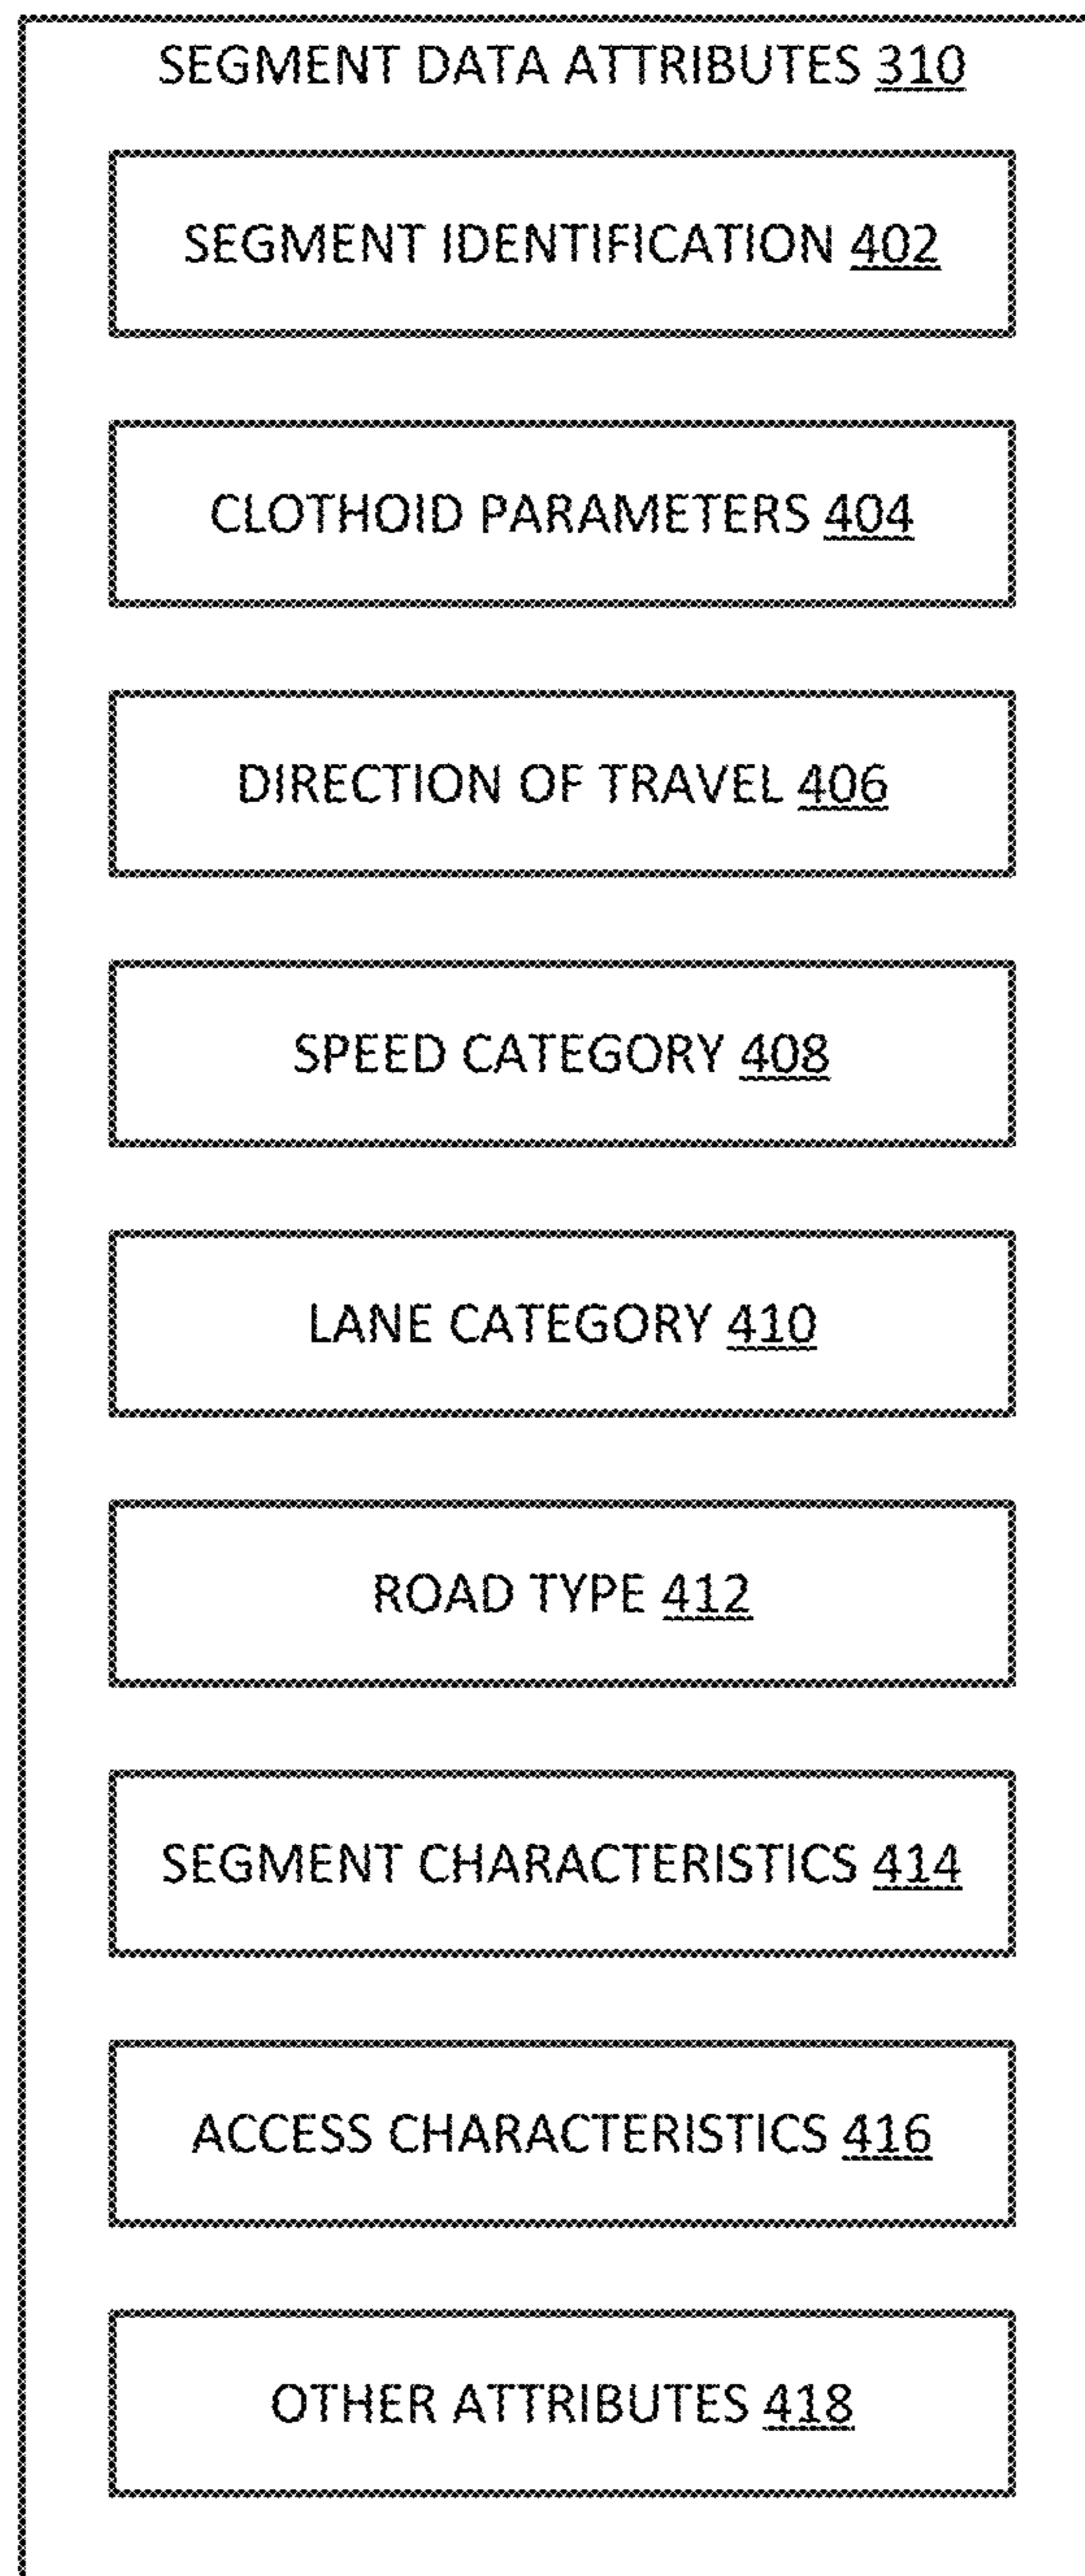 SEGMENT DATA ATTRIBUTES 310
SEGMENT IDENTIFICATION 402
CLOTHOID PARAMETERS 404
DIRECTION OF TRAVEL 406
SPEED CATEGORY 408
LANE CATEGORY 410
ROAD TYPE 412
SEGMENT CHARACTERISTICS 414
ACCESS CHARACTERISTICS 416
OTHER ATTRIBUTES 418